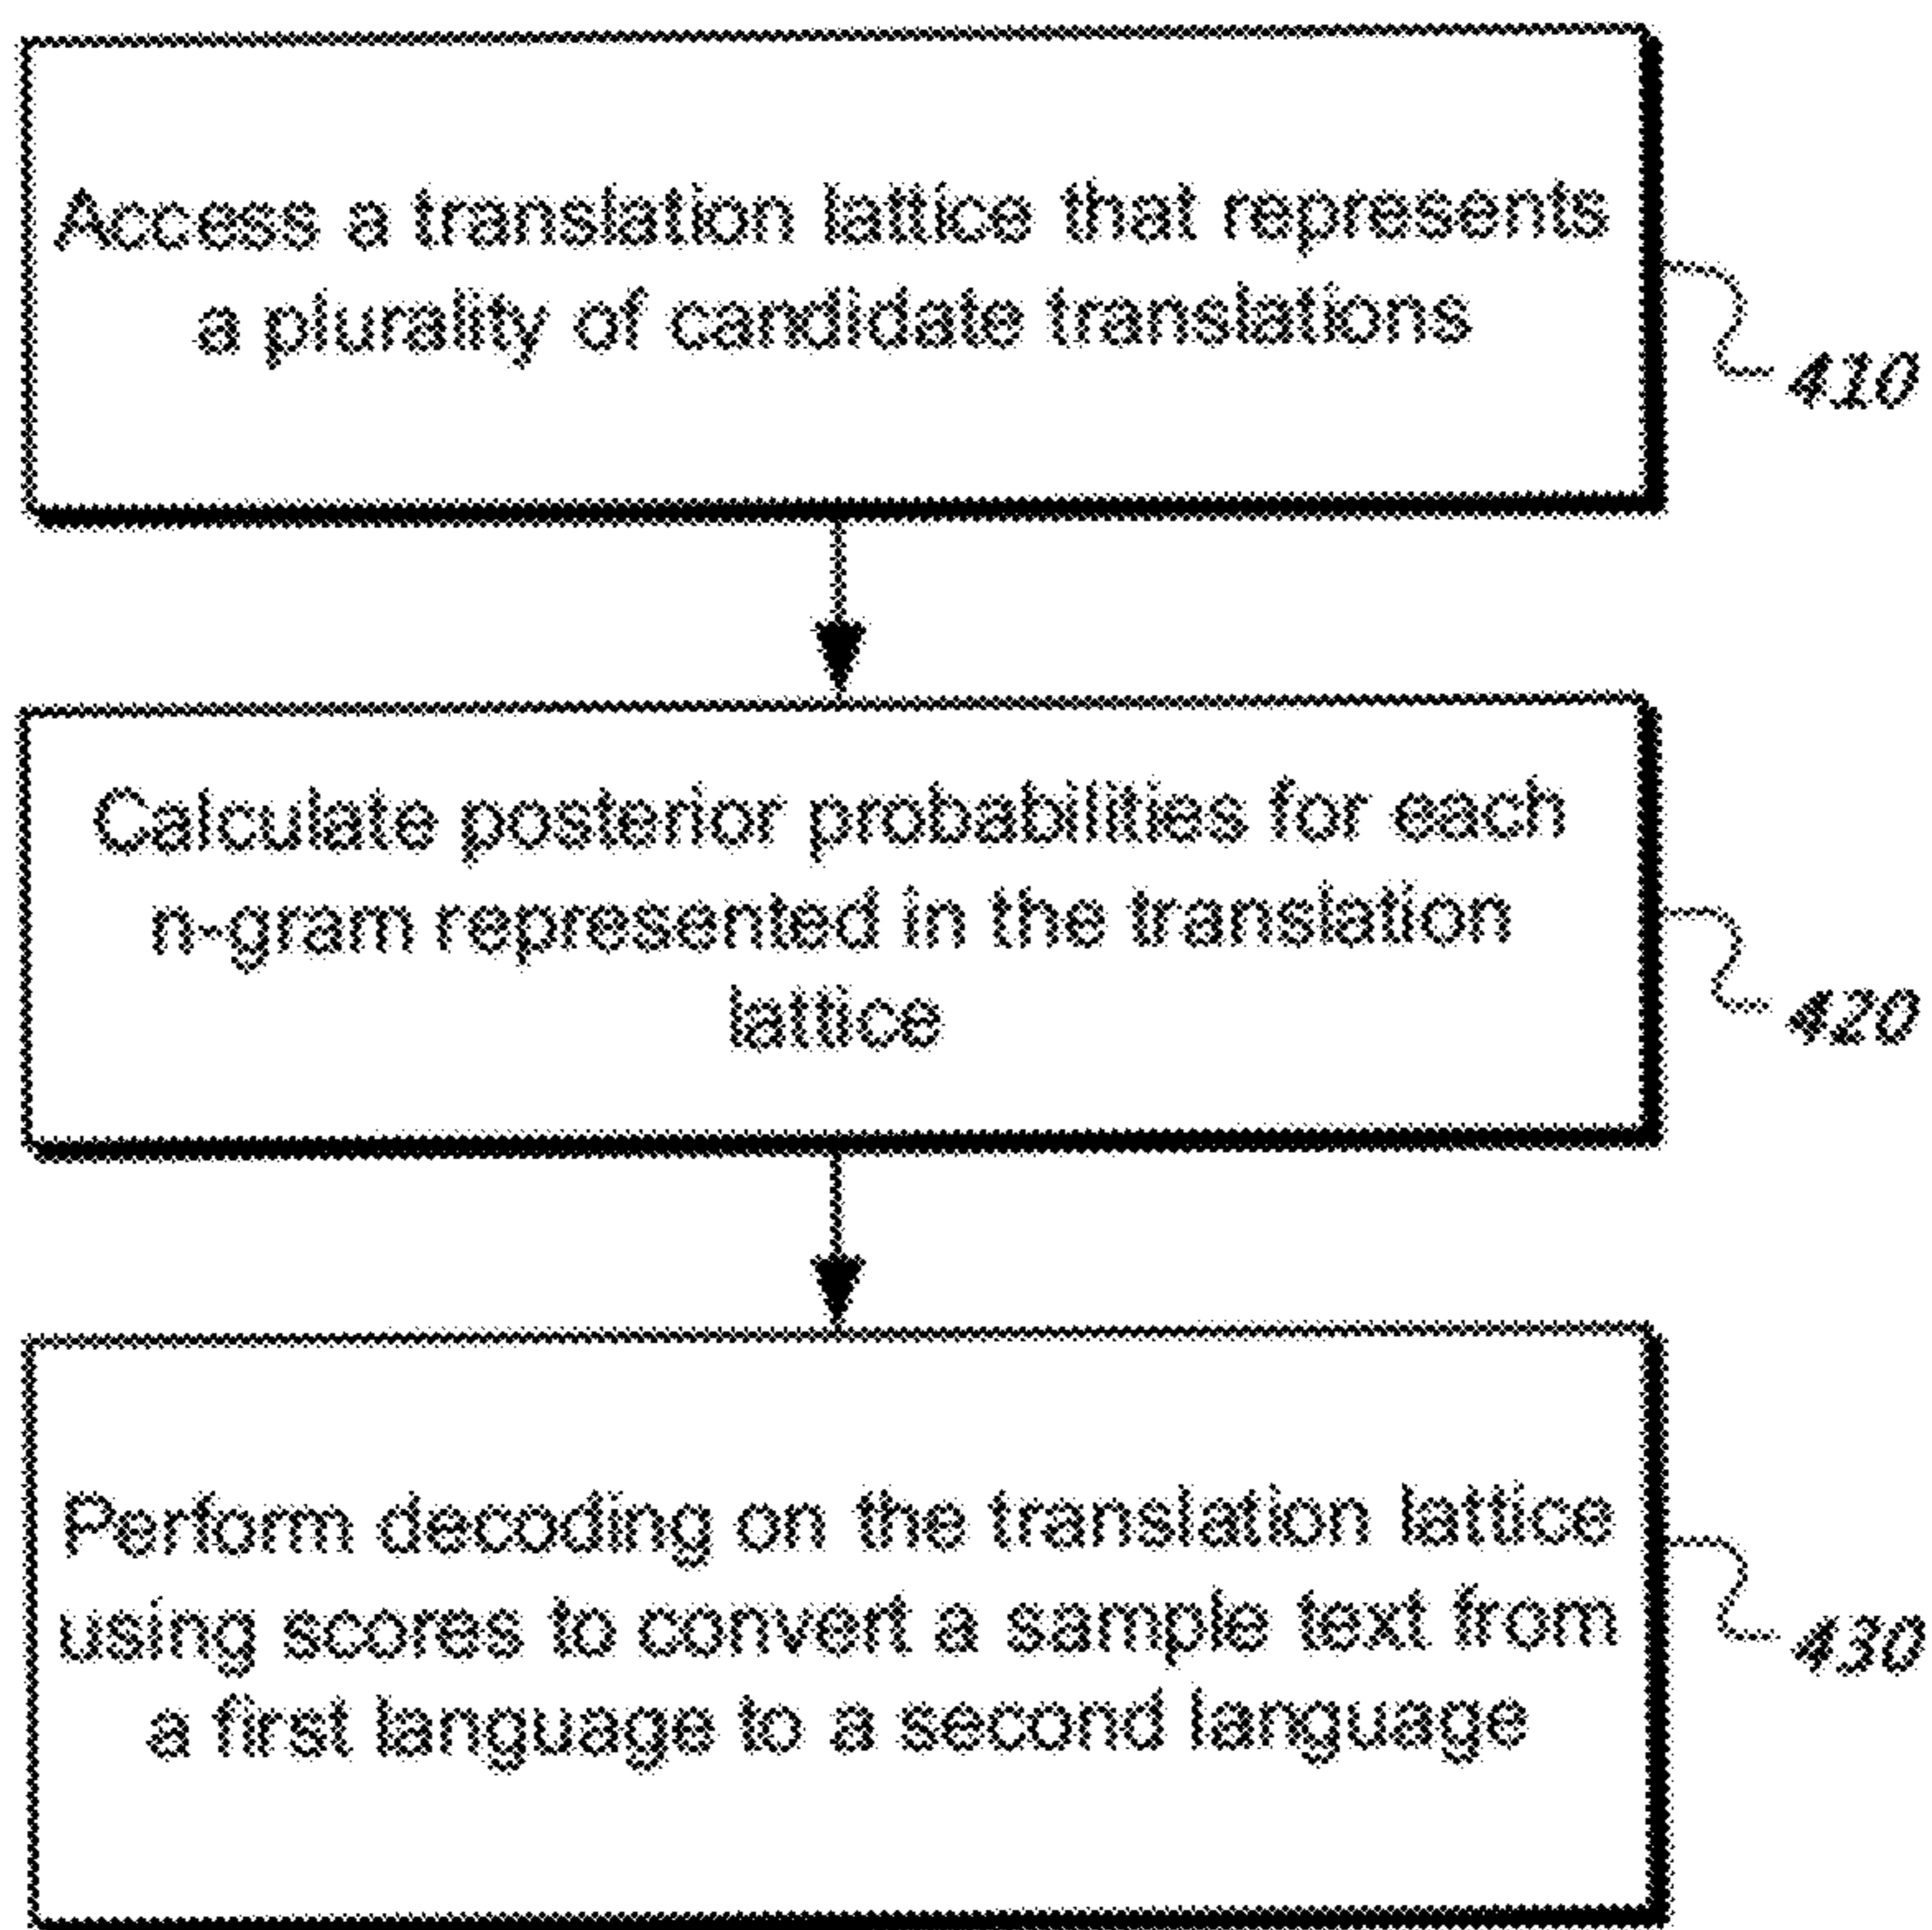 Access a translation lattice that represents
a plurality of candidate translations
410
Calculate posterior probabilities for each
n-gram represented in the translation
lattice
420
Perform decoding on the translation lattice
using scores to convert a sample text from
a first language to a second language
430